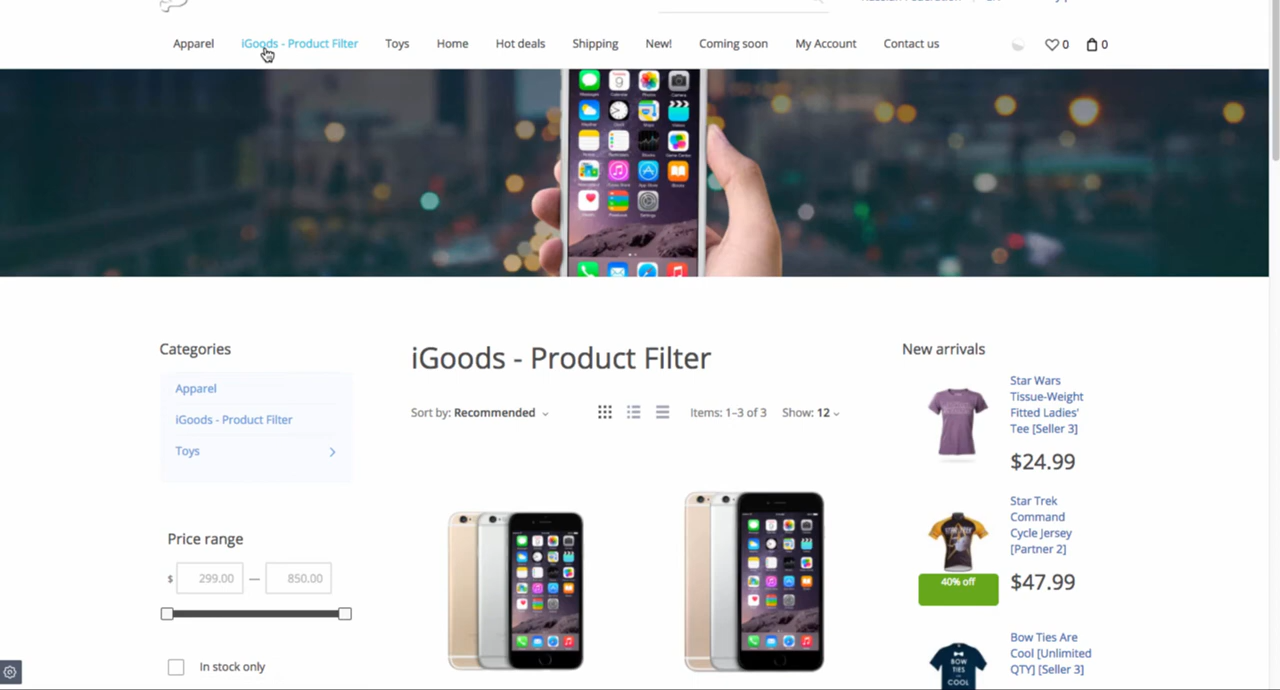 Apparel
iGoods - Product Filter
Toys
Home
Hot deals
Shipping
New!
Coming soon
My Account
Contact us
0
0
Categories
Apparel
iGoods - Product Filter
Toys
Price range
$ 299.00 — 850.00
In stock only
iGoods - Product Filter
Sort by: Recommended
Items: 1–3 of 3
Show: 12
New arrivals
Star Wars
Tissue-Weight
Fitted Ladies'
Tee [Seller 3]
$24.99
Star Trek
Command
Cycle Jersey
[Partner 2]
40% off
$47.99
Bow Ties Are
Cool [Unlimited
QTY] [Seller 3]
BOW
TIES
COOL